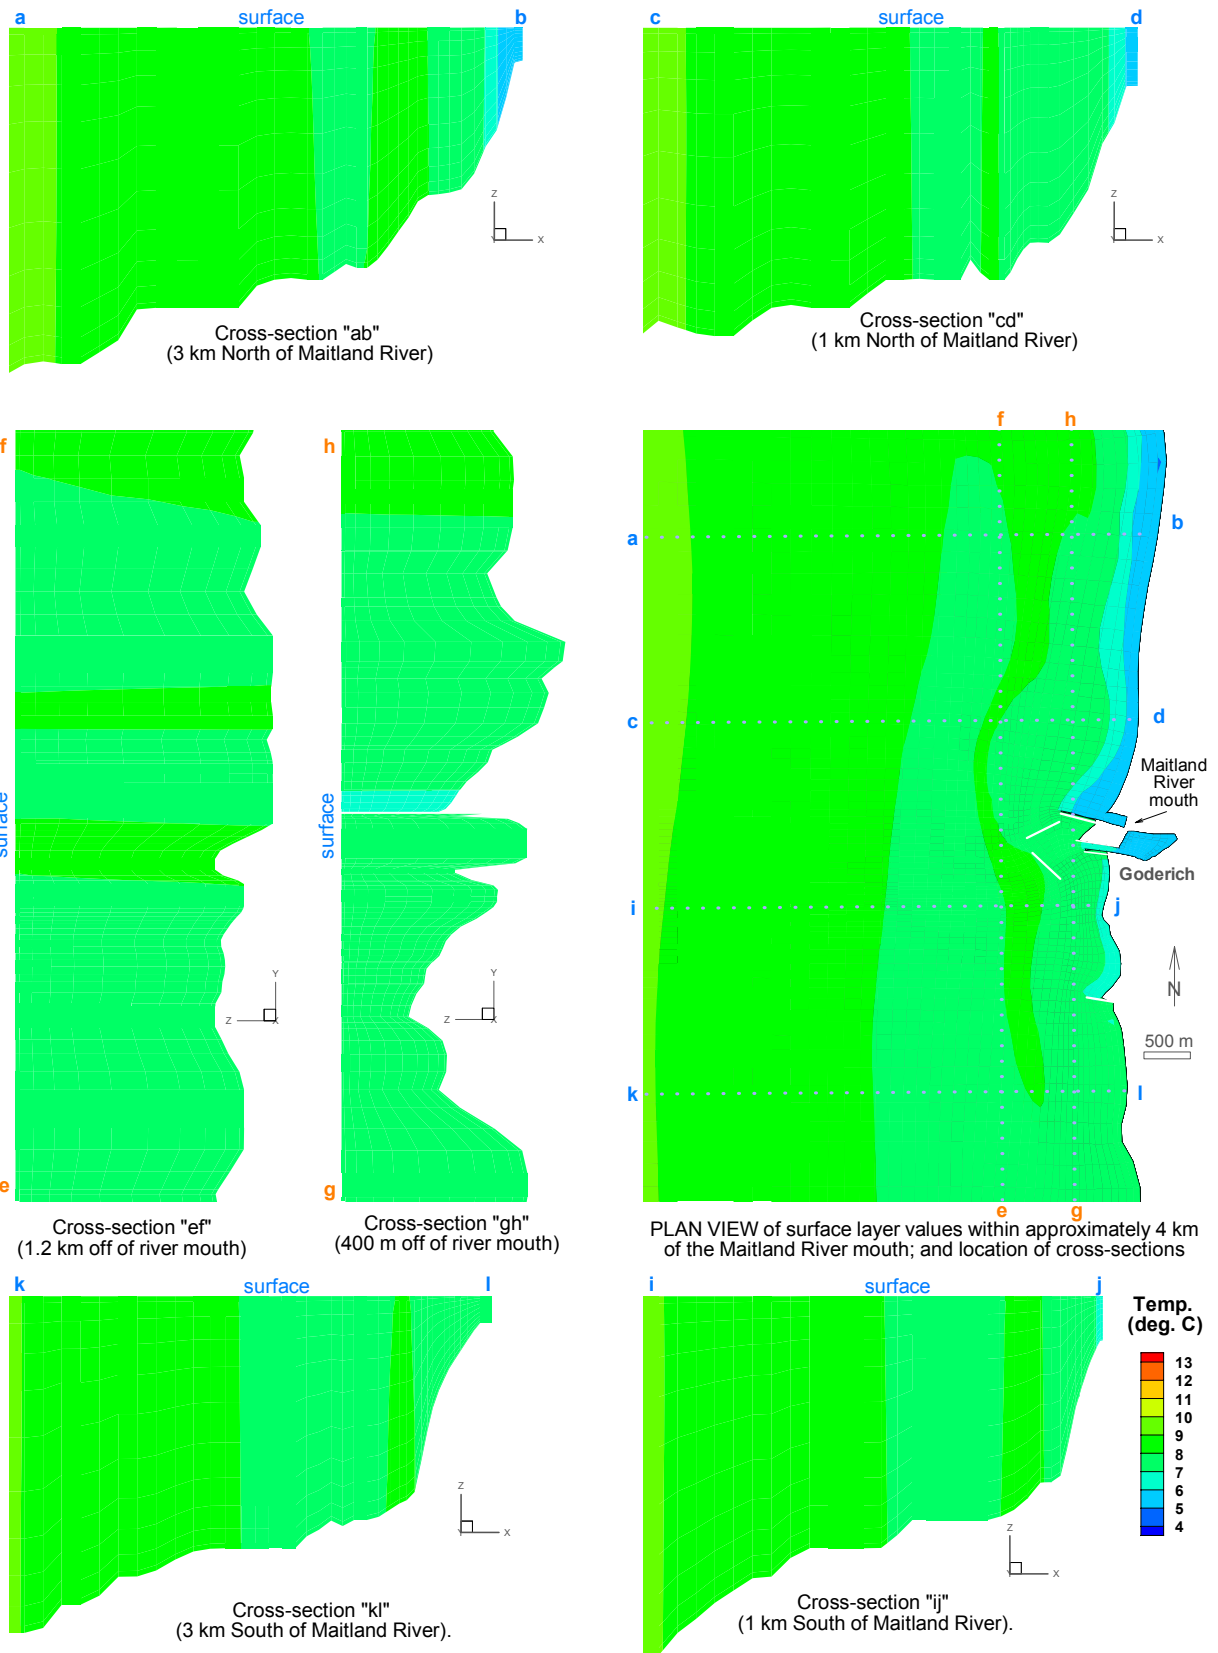 a surface b
c d
Z
X
Y
Cross-section "ab"
(3 km North of Maitland River)
surface
Z
X
Y
Cross-section "cd"
(1 km North of Maitland River)
f
surface
e
Y
Z
X
Cross-section "ef"
(1.2 km off of river mouth)
h
surface
g
Y
Z
X
Cross-section "gh"
(400 m off of river mouth)
f h
a b
c d
Maitland
River
mouth
Goderich
i j
N
500 m
k l
e g
PLAN VIEW of surface layer values within approximately 4 km
of the Maitland River mouth; and location of cross-sections
k surface l
Z
X
Y
Cross-section "kl"
(3 km South of Maitland River).
i surface j
Z
X
Y
Cross-section "ij"
(1 km South of Maitland River).
Temp.
(deg. C)
13
12
11
10
9
8
7
6
5
4